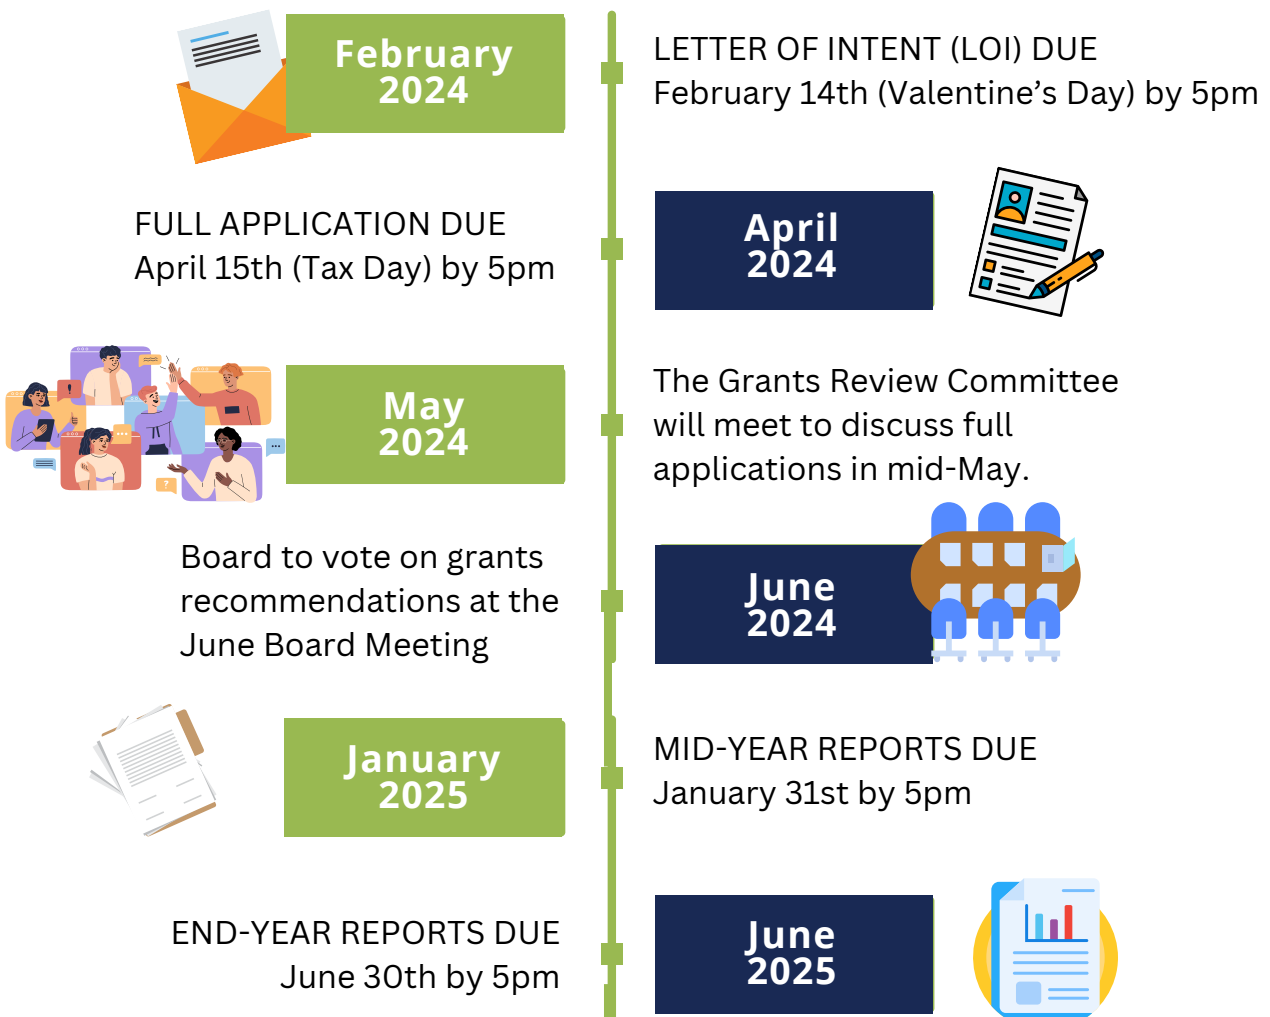 February
2024
LETTER OF INTENT (LOI) DUE
February 14th (Valentine’s Day) by 5pm
FULL APPLICATION DUE
April 15th (Tax Day) by 5pm
April
2024
May
2024
The Grants Review Committee
will meet to discuss full
applications in mid-May.
Board to vote on grants
recommendations at the
June Board Meeting
June
2024
January
2025
MID-YEAR REPORTS DUE
January 31st by 5pm
END-YEAR REPORTS DUE
June 30th by 5pm
June
2025